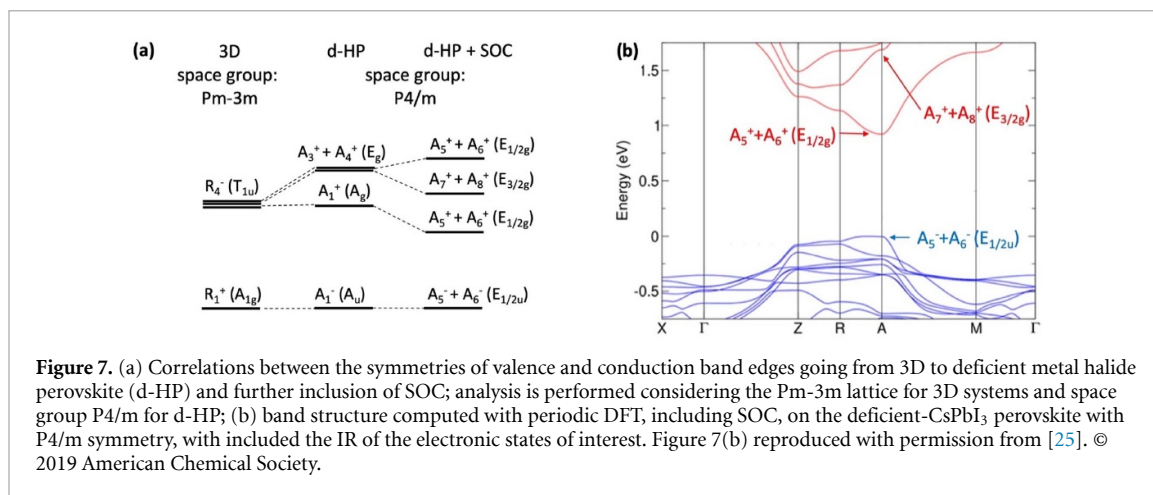 (a)
3D
space group:
Pm-3m
d-HP
d-HP + SOC
space group:
P4/m
R₄⁻ (T₁ᵤ)
A₃⁺ + A₄⁺ (E_g)
A₁⁺ (A_g)
A₅⁺ + A₆⁺ (E₁/₂g)
A₇⁺ + A₈⁺ (E₃/₂g)
A₅⁺ + A₆⁺ (E₁/₂g)
R₁⁺ (A₁g)
A₁⁻ (Aᵤ)
A₅⁻ + A₆⁻ (E₁/₂u)
(b)
Energy (eV)
1.5
1
0.5
0
-0.5
A₇⁺+A₈⁺ (E₃/₂g)
A₅⁺+A₆⁺ (E₁/₂g)
A₅⁻+A₆⁻ (E₁/₂u)
X Γ Z R A M Γ
Figure 7. (a) Correlations between the symmetries of valence and conduction band edges going from 3D to deficient metal halide
perovskite (d-HP) and further inclusion of SOC; analysis is performed considering the Pm-3m lattice for 3D systems and space
group P4/m for d-HP; (b) band structure computed with periodic DFT, including SOC, on the deficient-CsPbI₃ perovskite with
P4/m symmetry, with included the IR of the electronic states of interest. Figure 7(b) reproduced with permission from [25]. ©
2019 American Chemical Society.